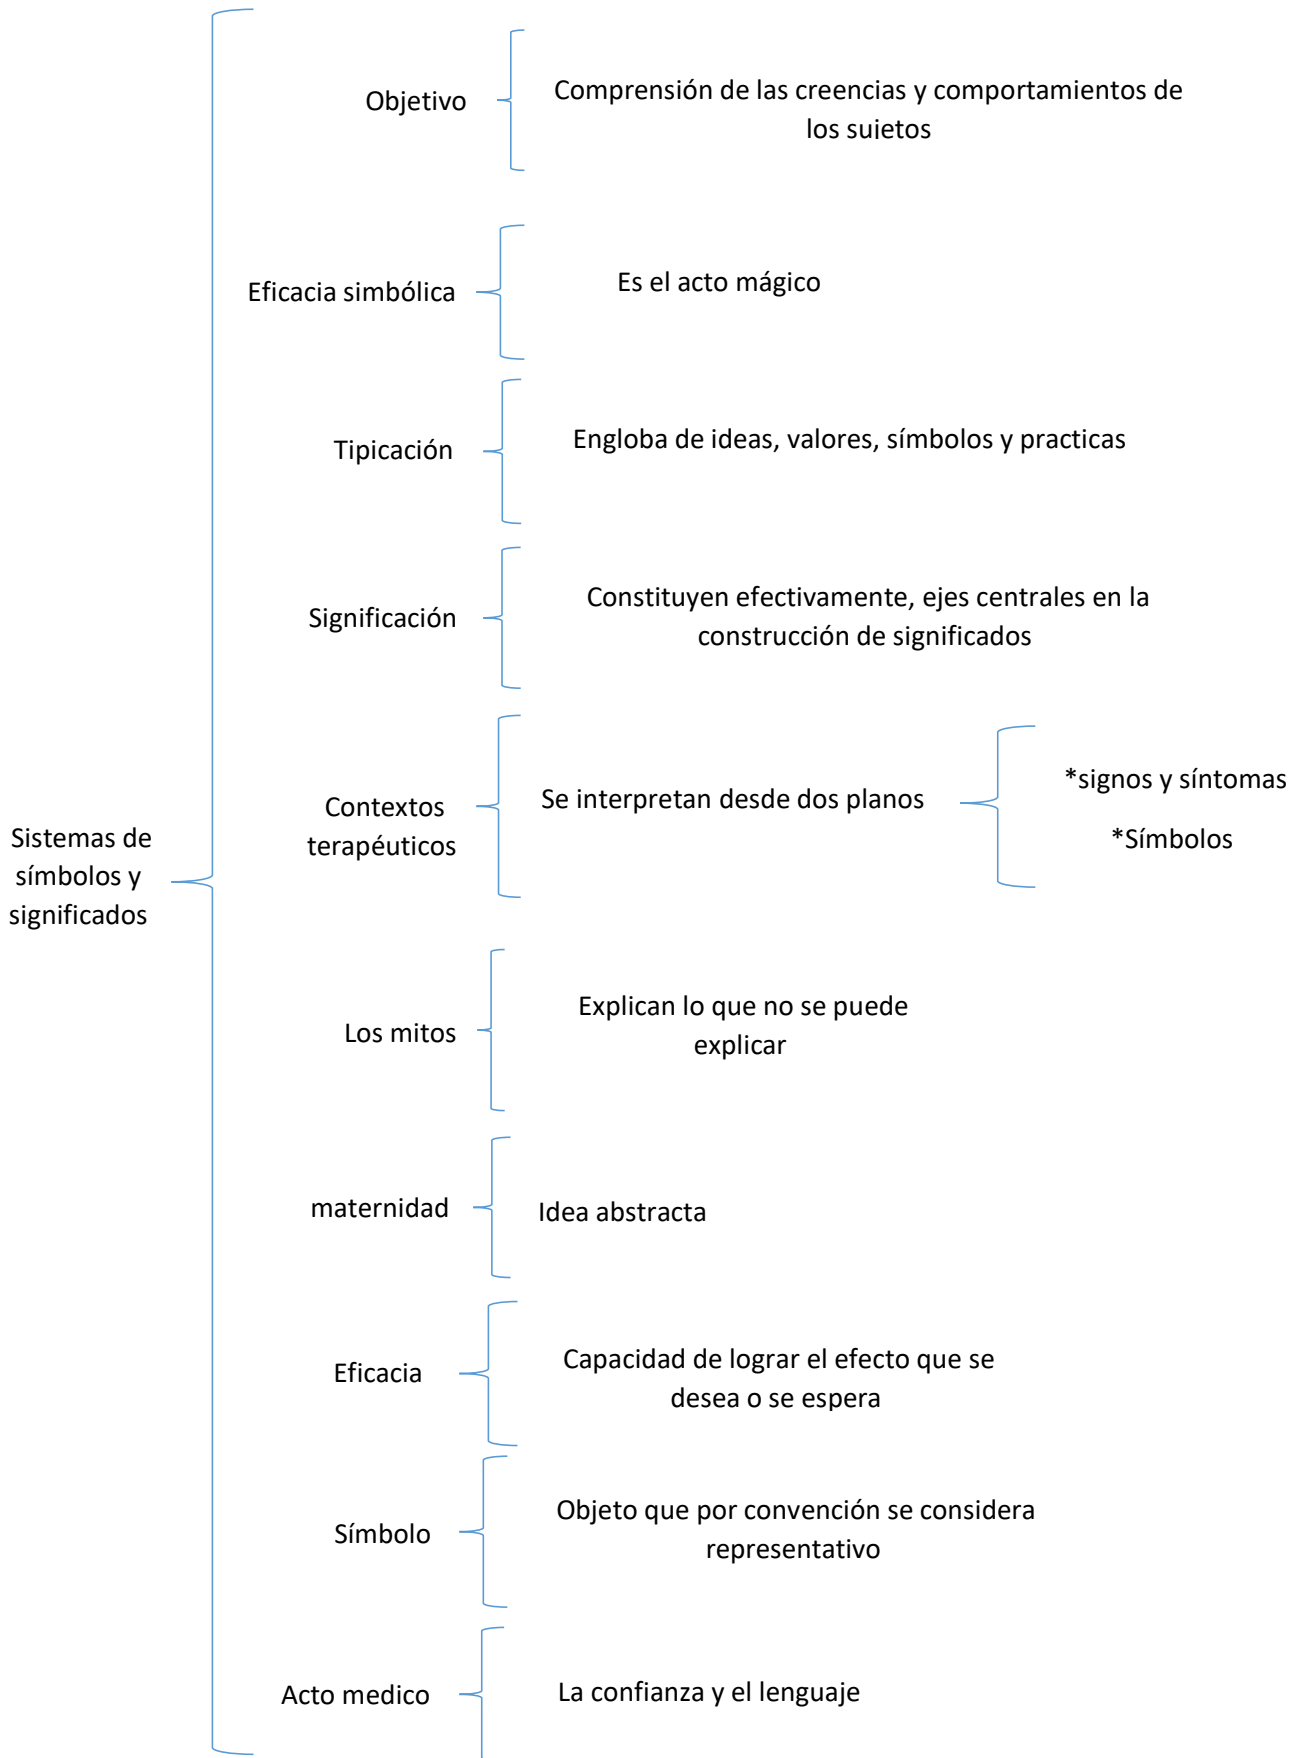 Objetivo
Comprensión de las creencias y comportamientos de
los sujetos
Eficacia simbólica
Es el acto mágico
Tipicación
Engloba de ideas, valores, símbolos y practicas
Significación
Constituyen efectivamente, ejes centrales en la
construcción de significados
Contextos
terapéuticos
Se interpretan desde dos planos
*signos y síntomas
*Símbolos
Sistemas de
símbolos y
significados
Los mitos
Explican lo que no se puede
explicar
maternidad
Idea abstracta
Eficacia
Capacidad de lograr el efecto que se
desea o se espera
Símbolo
Objeto que por convención se considera
representativo
Acto medico
La confianza y el lenguaje